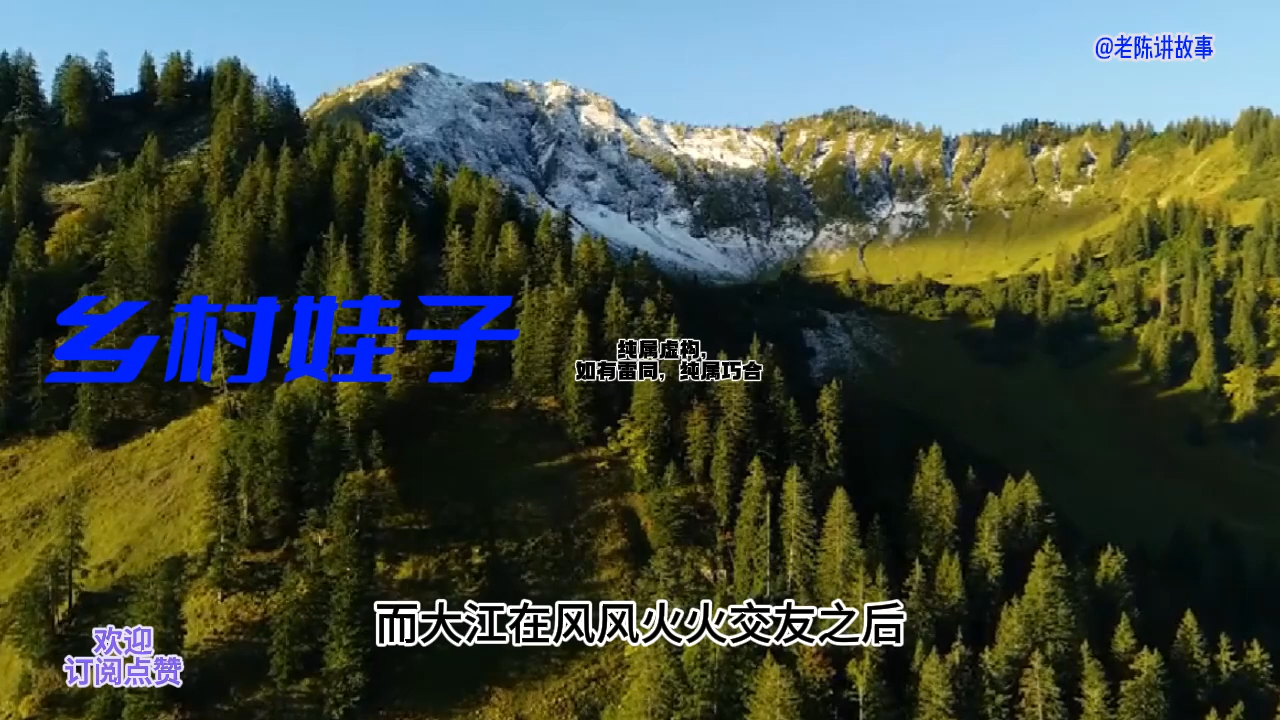 @老陈讲故事
乡村娃子
纯属虚构，
如有雷同，纯属巧合
而大江在风风火火交友之后
欢迎
订阅点赞